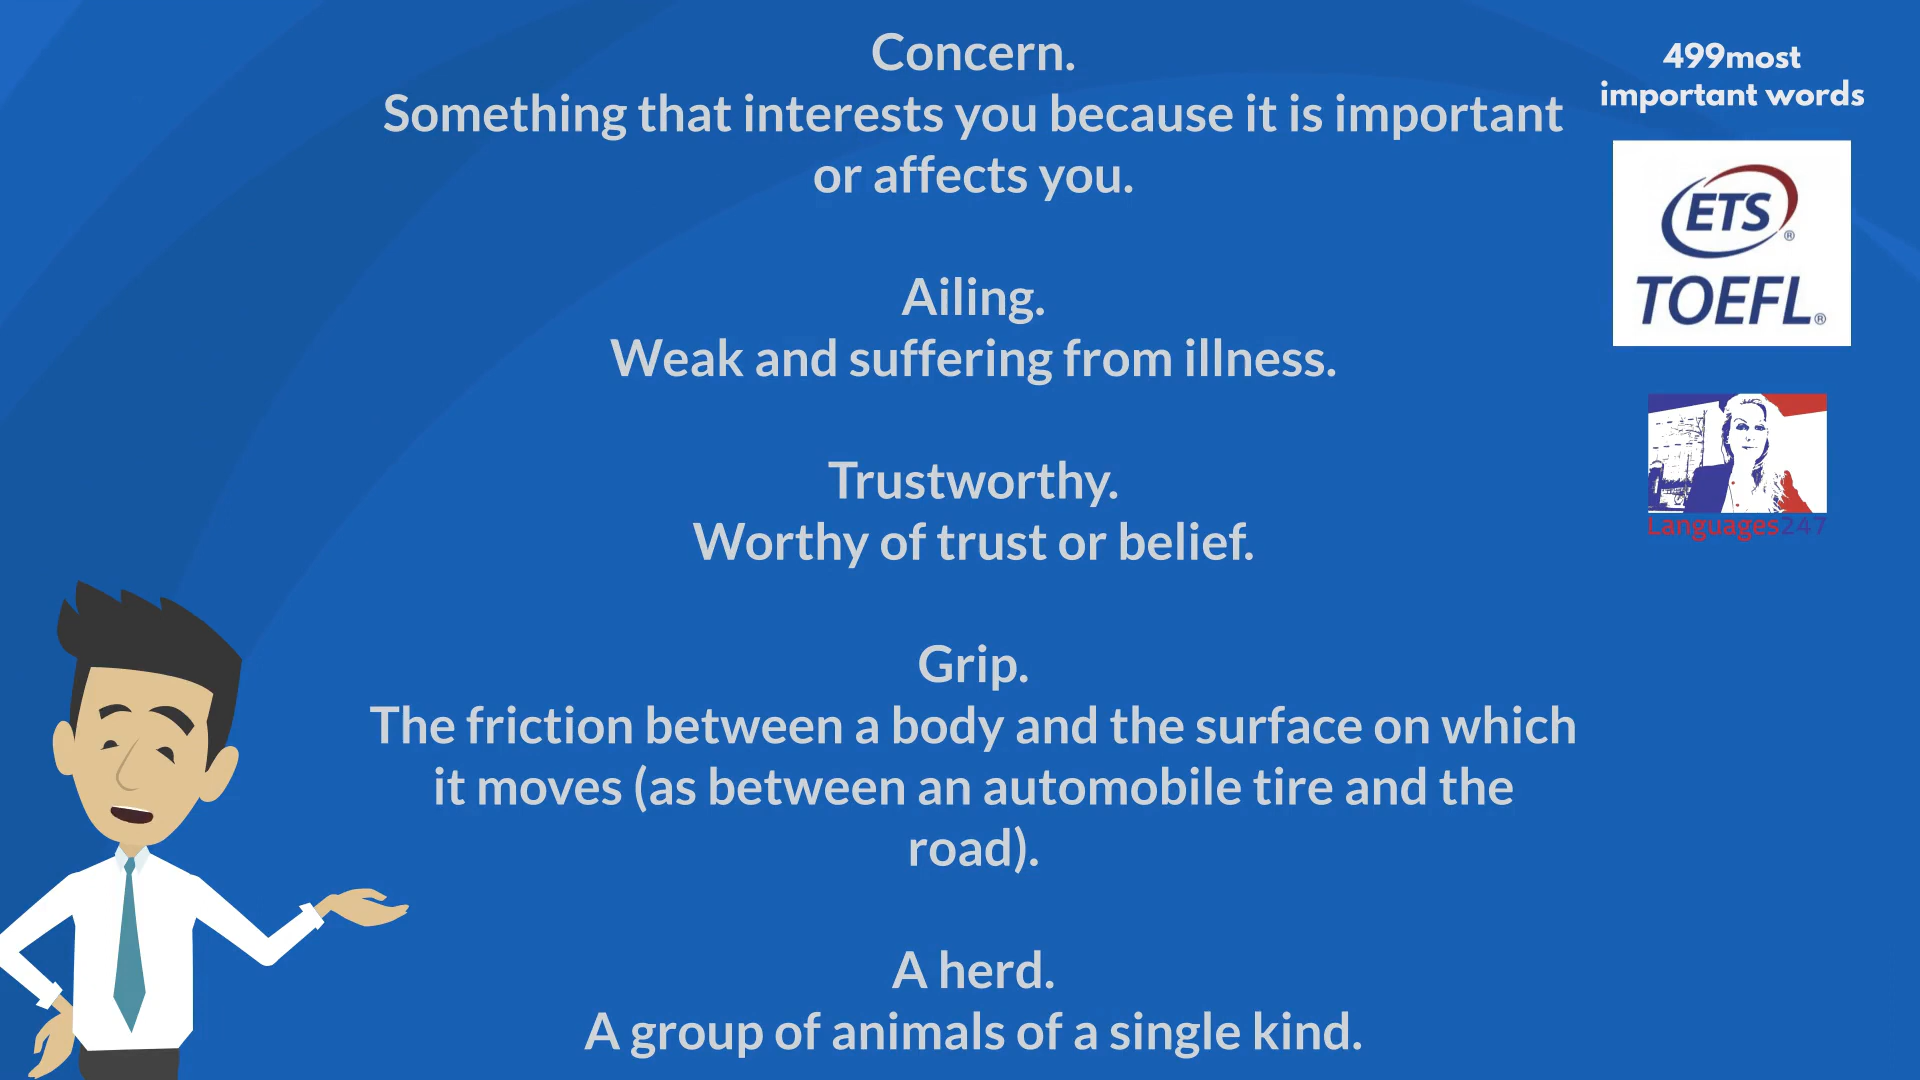 Concern.
Something that interests you because it is important
or affects you.
Ailing.
Weak and suffering from illness.
Trustworthy.
Worthy of trust or belief.
Grip.
The friction between a body and the surface on which
it moves (as between an automobile tire and the
road).
A herd.
A group of animals of a single kind.
499most
important words
ETS®
TOEFL®
Languages247